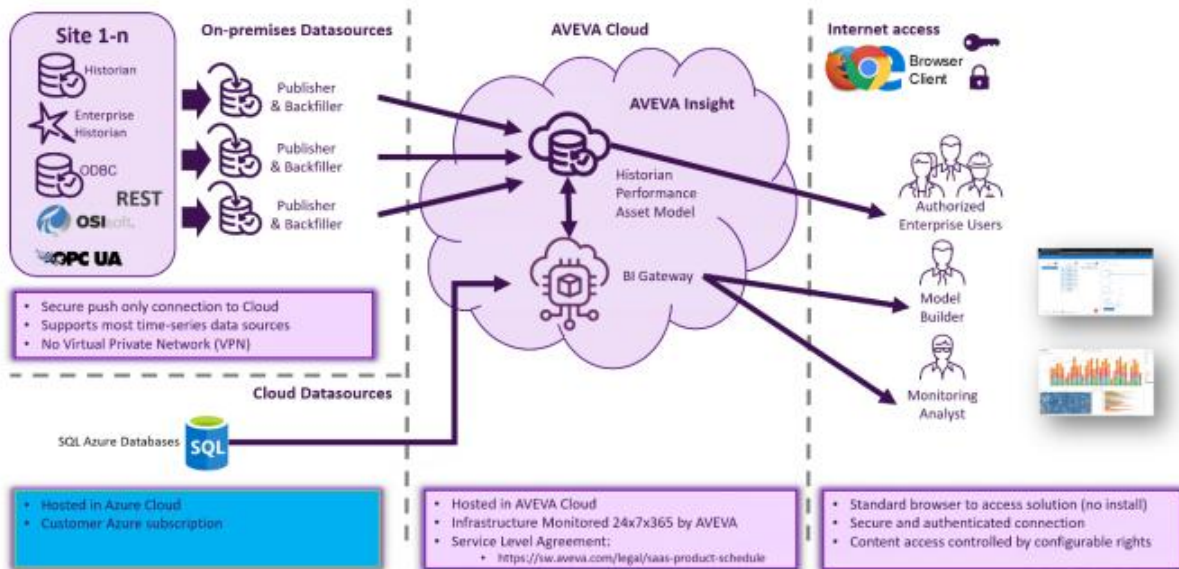 Site 1-n
Historian
Enterprise
Historian
ODBC
REST
OSIsoft.
OPC UA
On-premises Datasources
Publisher
& Backfiller
Publisher
& Backfiller
Publisher
& Backfiller
• Secure push only connection to Cloud
• Supports most time-series data sources
• No Virtual Private Network (VPN)
Cloud Datasources
SQL Azure Databases
SQL
• Hosted in Azure Cloud
• Customer Azure subscription
AVEVA Cloud
AVEVA Insight
Historian
Performance
Asset Model
BI Gateway
• Hosted in AVEVA Cloud
• Infrastructure Monitored 24x7x365 by AVEVA
• Service Level Agreement:
• https://sw.aveva.com/legal/saas-product-schedule
Internet access
Browser
Client
Authorized
Enterprise Users
Model
Builder
Monitoring
Analyst
• Standard browser to access solution (no install)
• Secure and authenticated connection
• Content access controlled by configurable rights